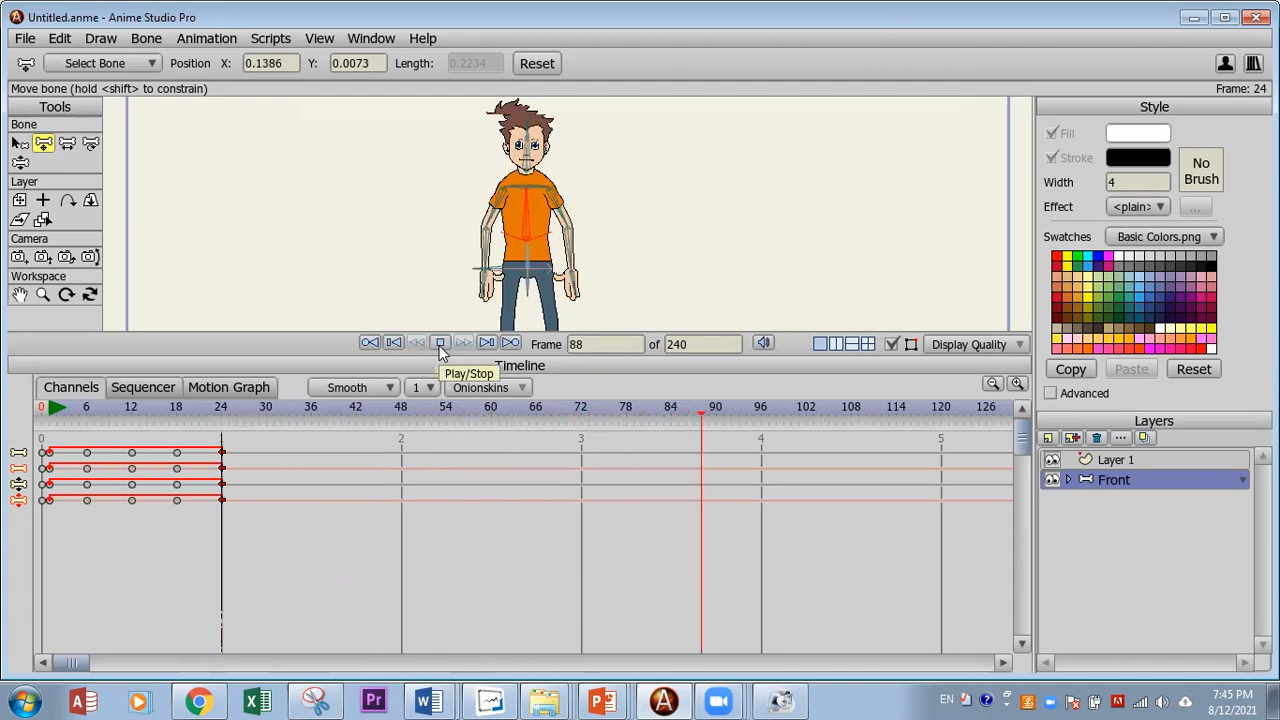 Untitled.anme - Anime Studio Pro
File Edit Draw Bone Animation Scripts View Window Help
Select Bone Position X: 0.1386 Y: 0.0073 Length: 0.2234 Reset
Move bone (hold <shift> to constrain) Frame: 24
Tools
Bone
Layer
Camera
Workspace
Style
Fill
Stroke
No Brush
Width 4
Effect <plain> ...
Swatches Basic Colors.png
Copy Paste Reset
Advanced
Layers
Layer 1
Front
Frame 88 of 240 Display Quality
Play/Stop
Timeline
Channels Sequencer Motion Graph Smooth 1 Onionskins
0 6 12 18 24 30 36 42 48 54 60 66 72 78 84 90 96 102 108 114 120 126
0 1 2 3 4 5
EN
7:45 PM
8/12/2021